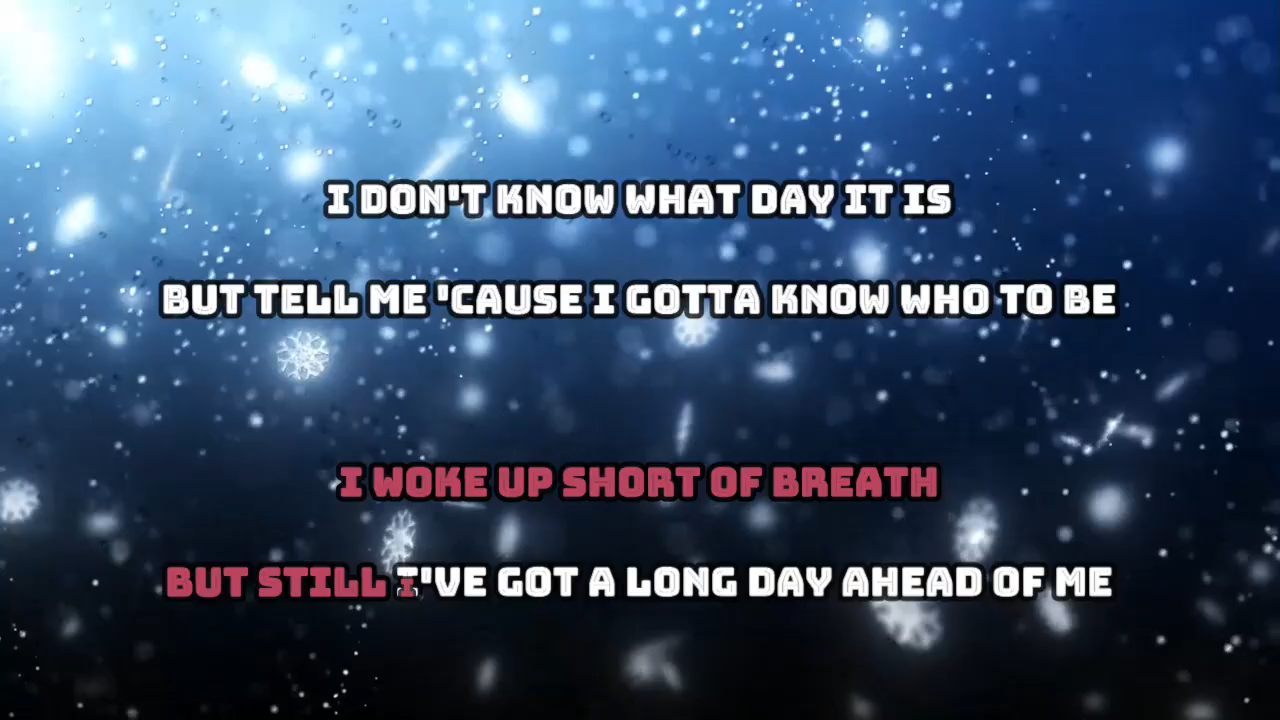 I DON'T KNOW WHAT DAY IT IS
BUT TELL ME 'CAUSE I GOTTA KNOW WHO TO BE
I WOKE UP SHORT OF BREATH
BUT STILL I'VE GOT A LONG DAY AHEAD OF ME